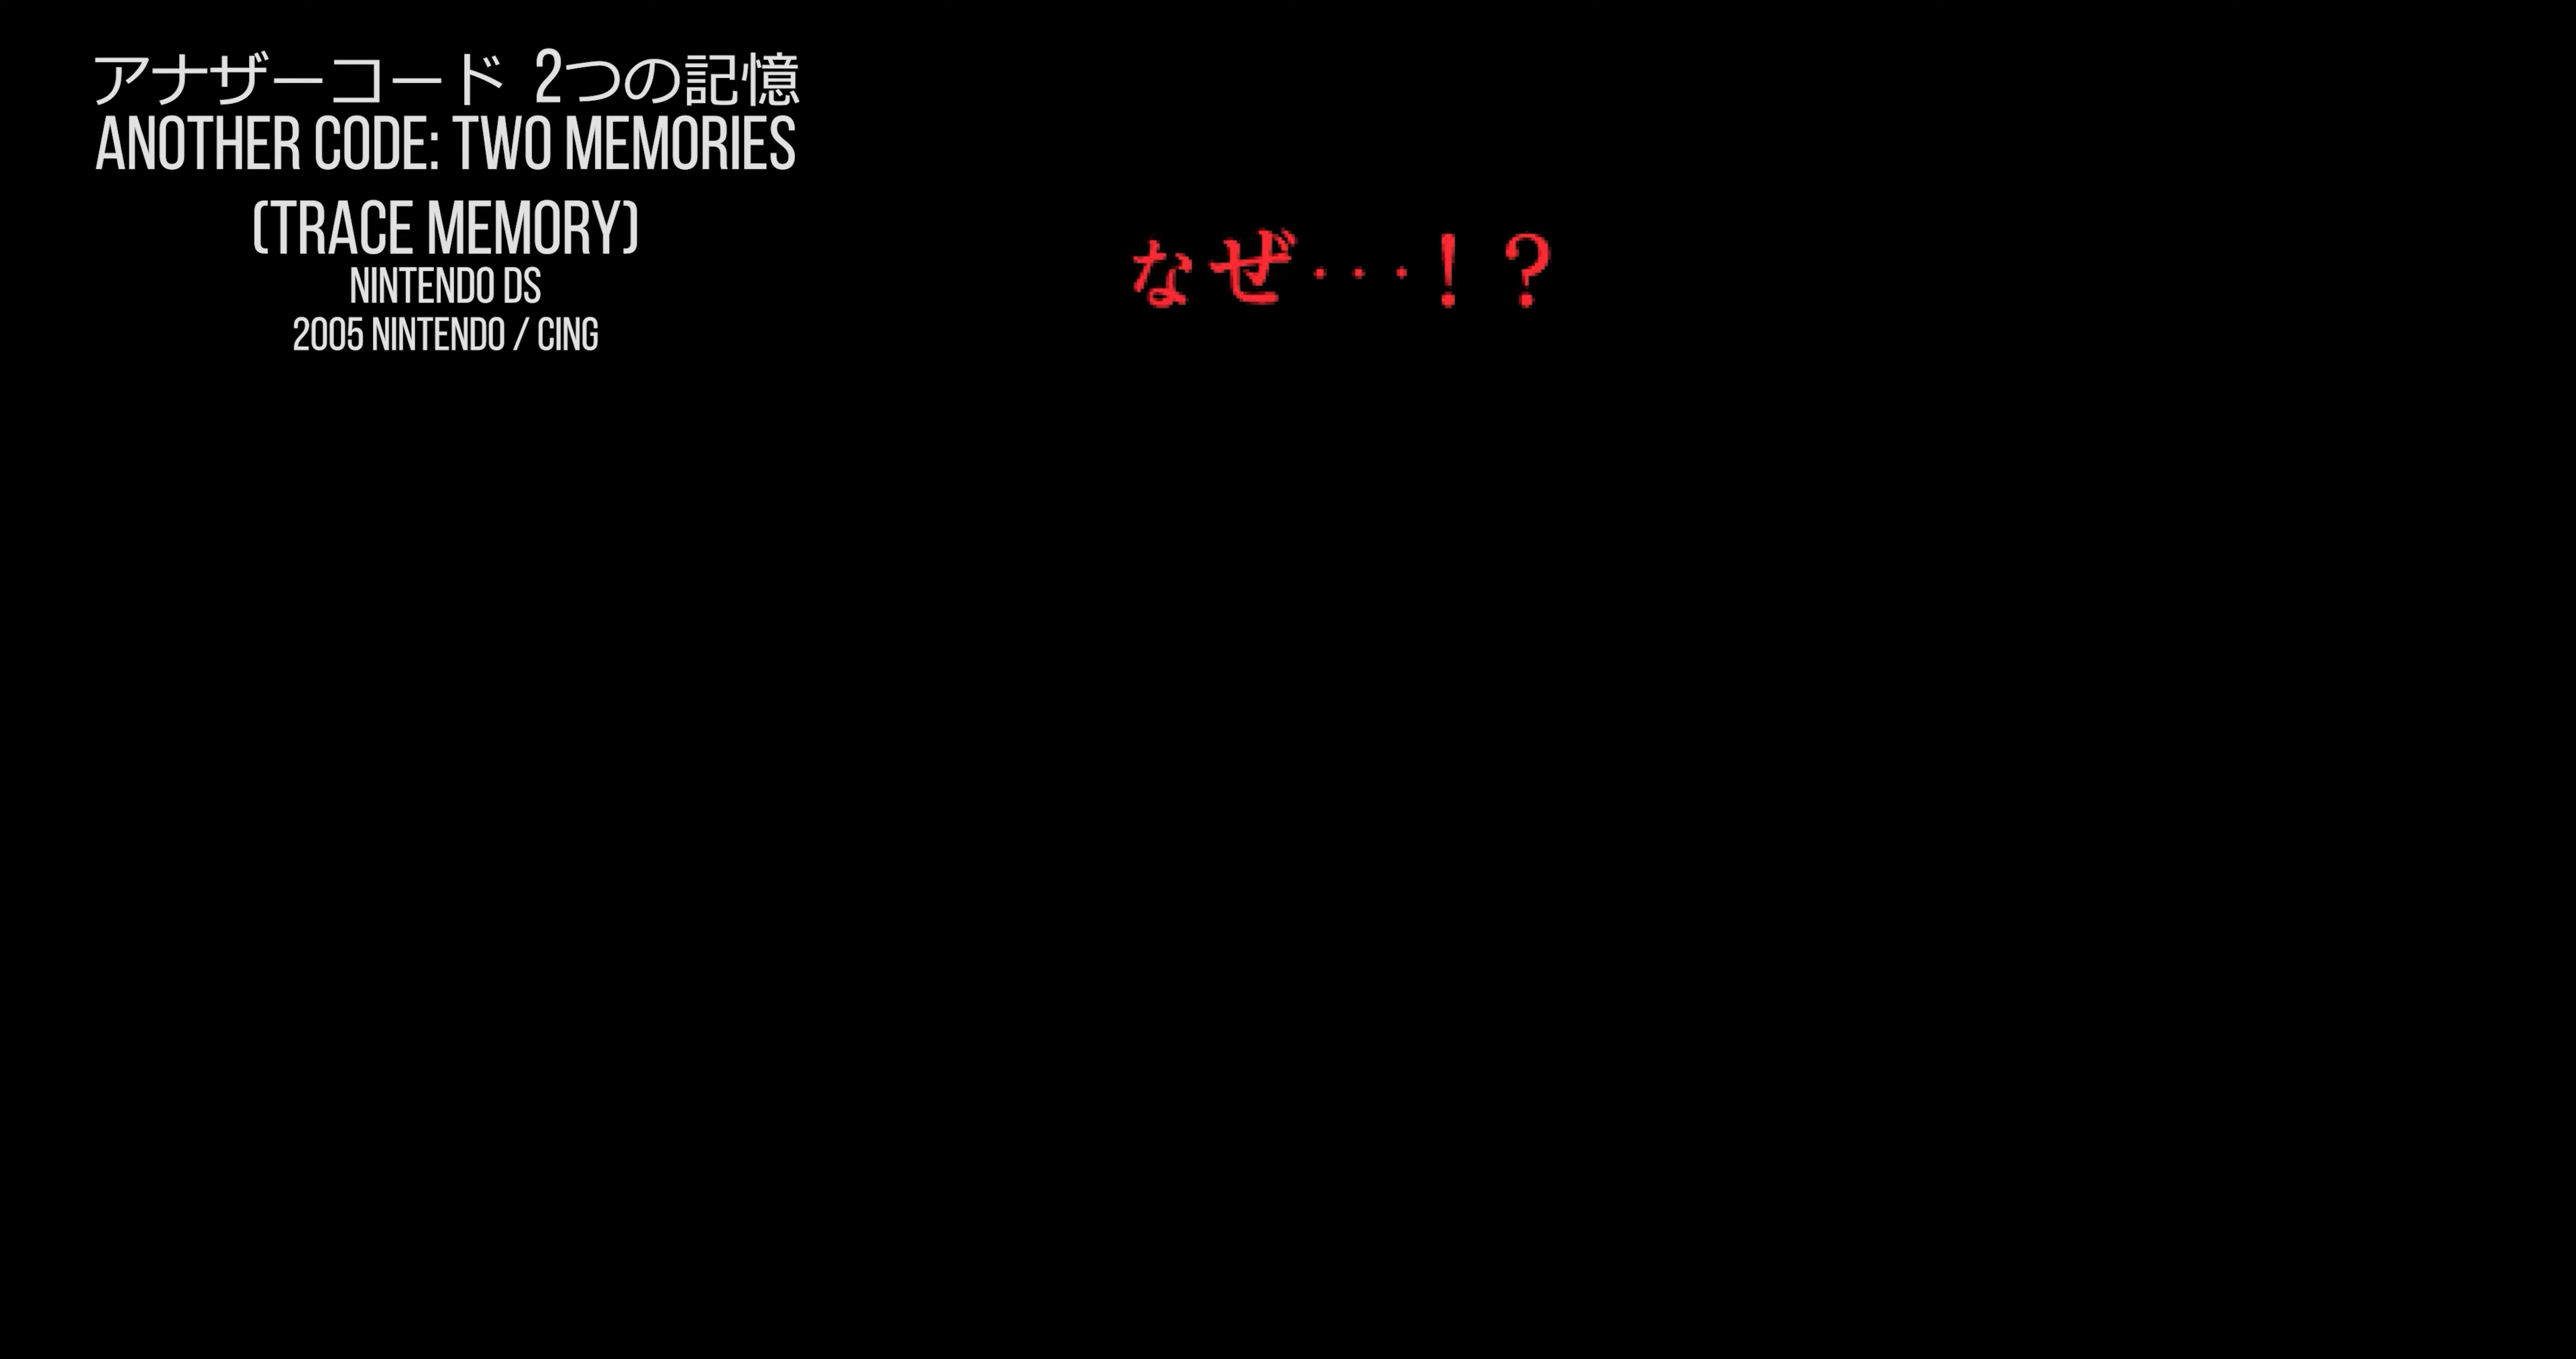 アナザーコード 2つの記憶
ANOTHER CODE: TWO MEMORIES
(TRACE MEMORY)
NINTENDO DS
2005 NINTENDO / CING
なぜ･･･！？